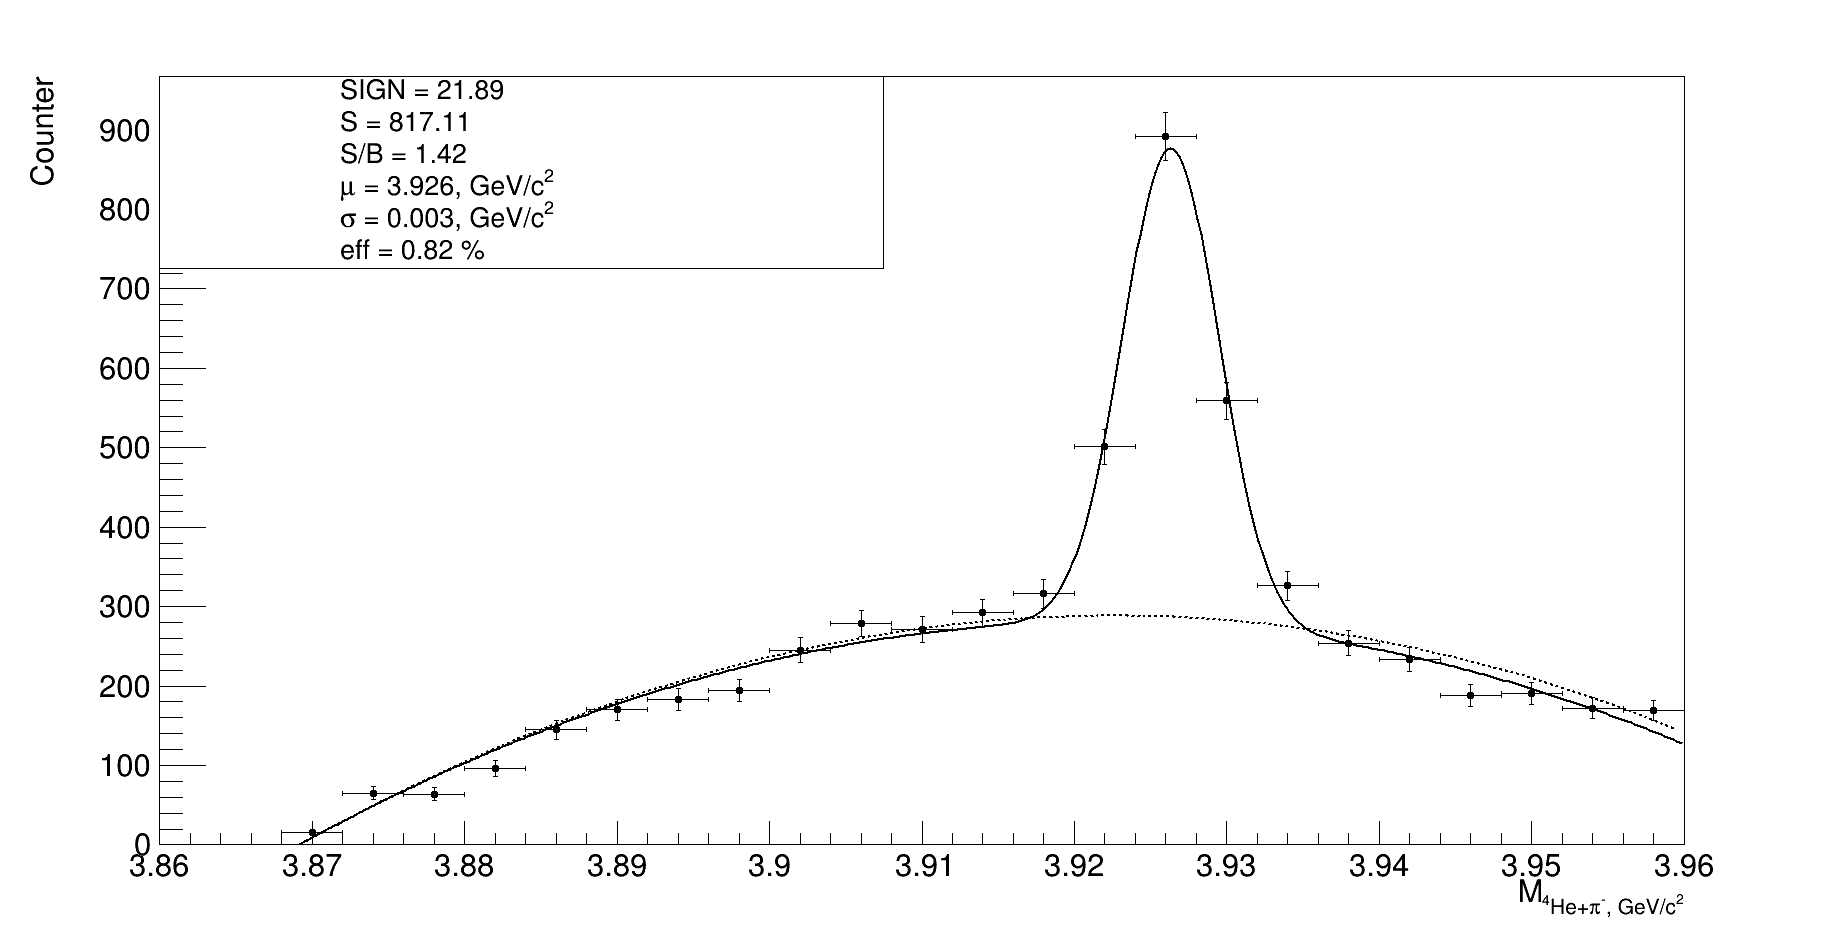 Counter
SIGN = 21.89
S = 817.11
S/B = 1.42
μ = 3.926, GeV/c²
σ = 0.003, GeV/c²
eff = 0.82 %
900
800
700
600
500
400
300
200
100
0
3.86 3.87 3.88 3.89 3.9 3.91 3.92 3.93 3.94 3.95 3.96
M⁴He+π⁻, GeV/c²